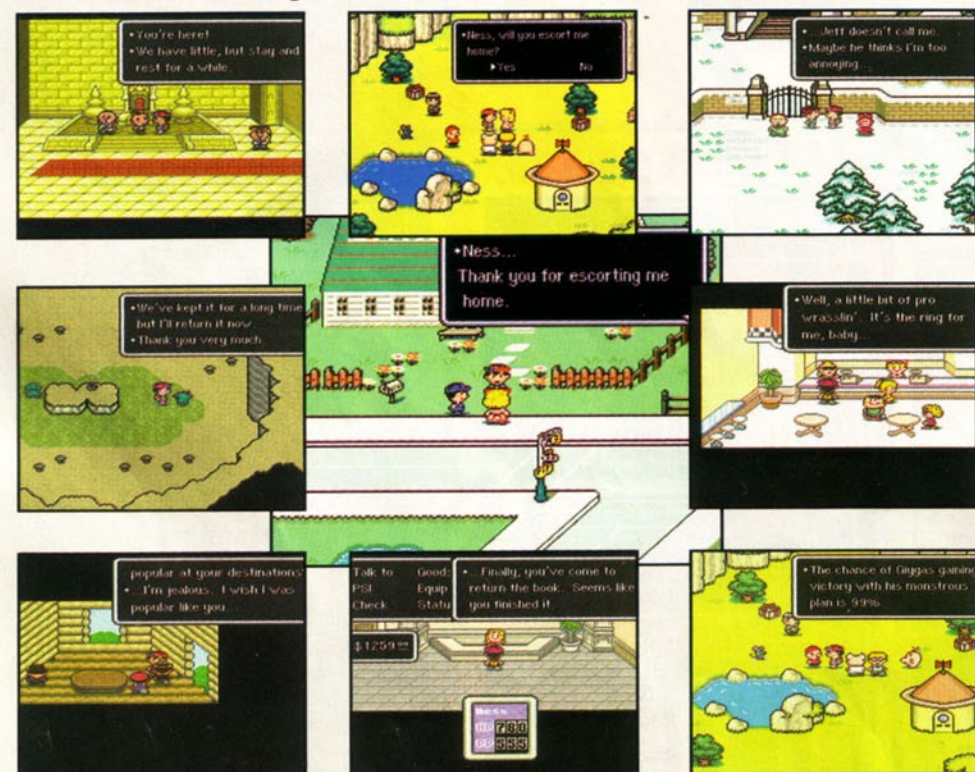 •You're here!
•We have little, but stay and
rest for a while.
•Ness, will you escort me
home?
▶Yes No
•...Jeff doesn't call me.
•Maybe he thinks I'm too
annoying...
•Ness...
Thank you for escorting me
home.
•We've kept it for a long time
but I'll return it now.
•Thank you very much.
•Well, a little bit of pro
wrasslin'. It's the ring for
me, baby...
popular at your destinations
•...I'm jealous. I wish I was
popular like you...
Talk to Goods
PSI Equip
Check Statu
•...Finally, you've come to
return the book. Seems like
you finished it.
$1259.00
Ness
HP 780
PP 555
•The chance of Giygas gaining
victory with his monstrous
plan is 99%